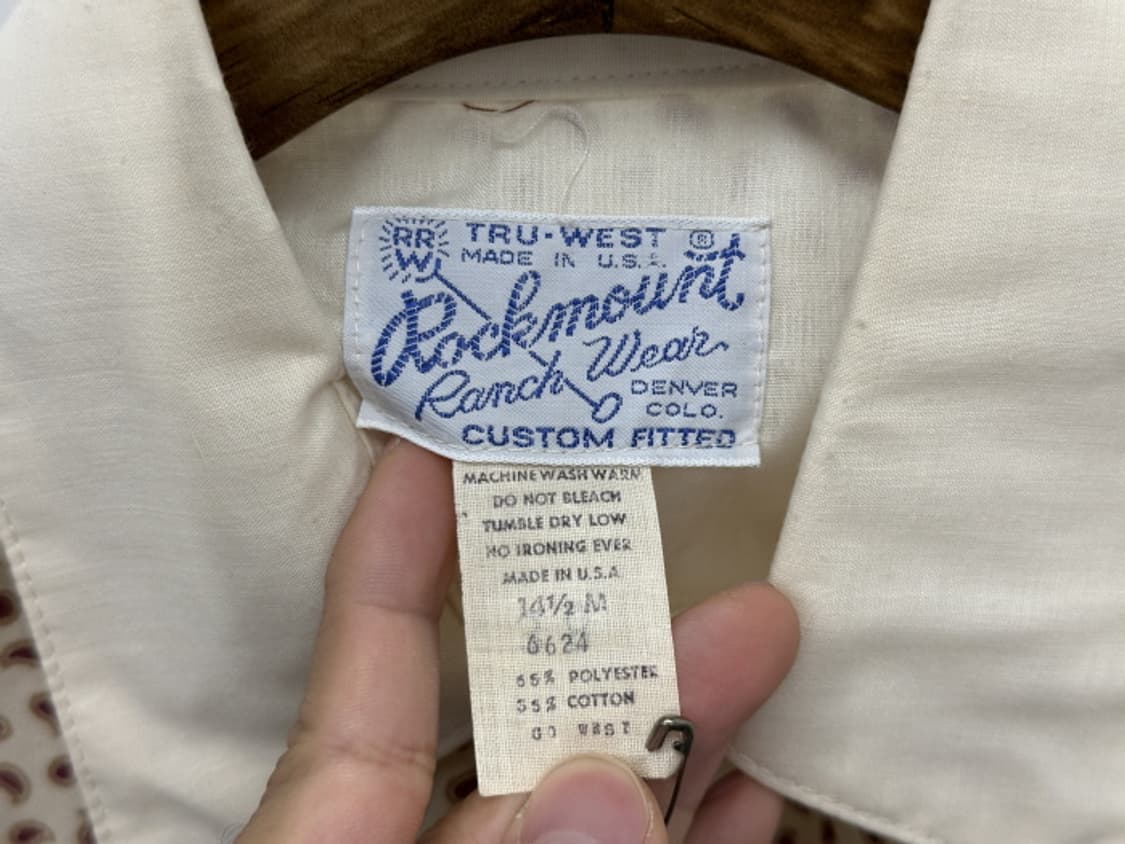 RR
W
TRU-WEST ®
MADE IN U.S.A.
Rockmount
Ranch Wear
DENVER
COLO.
CUSTOM FITTED
MACHINE WASH WARM
DO NOT BLEACH
TUMBLE DRY LOW
NO IRONING EVER
MADE IN U.S.A
14½ M
6624
65% POLYESTER
35% COTTON
GO WEST